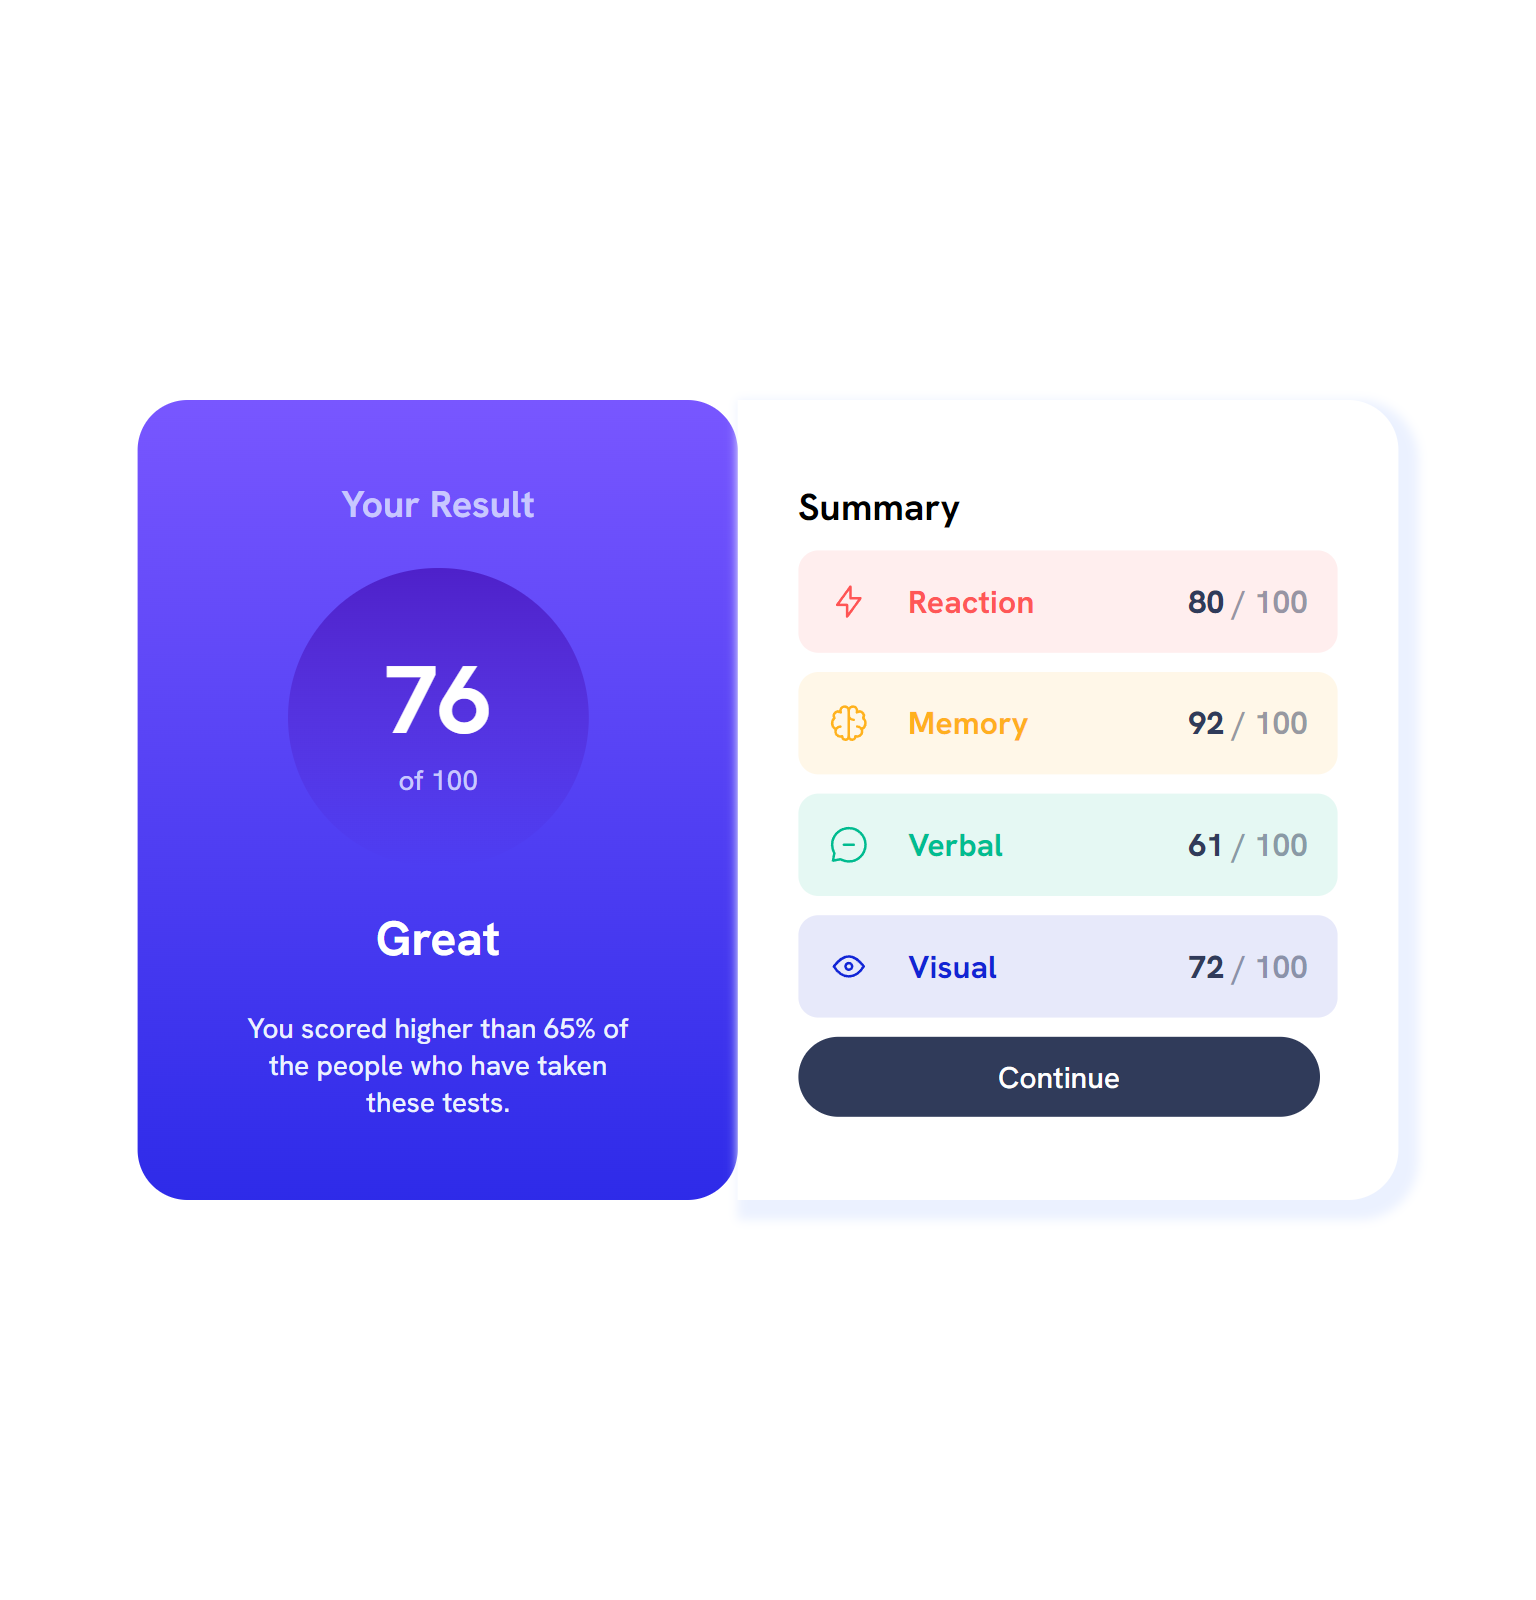 Your Result
76
of 100
Great
You scored higher than 65% of
the people who have taken
these tests.
Summary
Reaction 80 / 100
Memory 92 / 100
Verbal 61 / 100
Visual 72 / 100
Continue